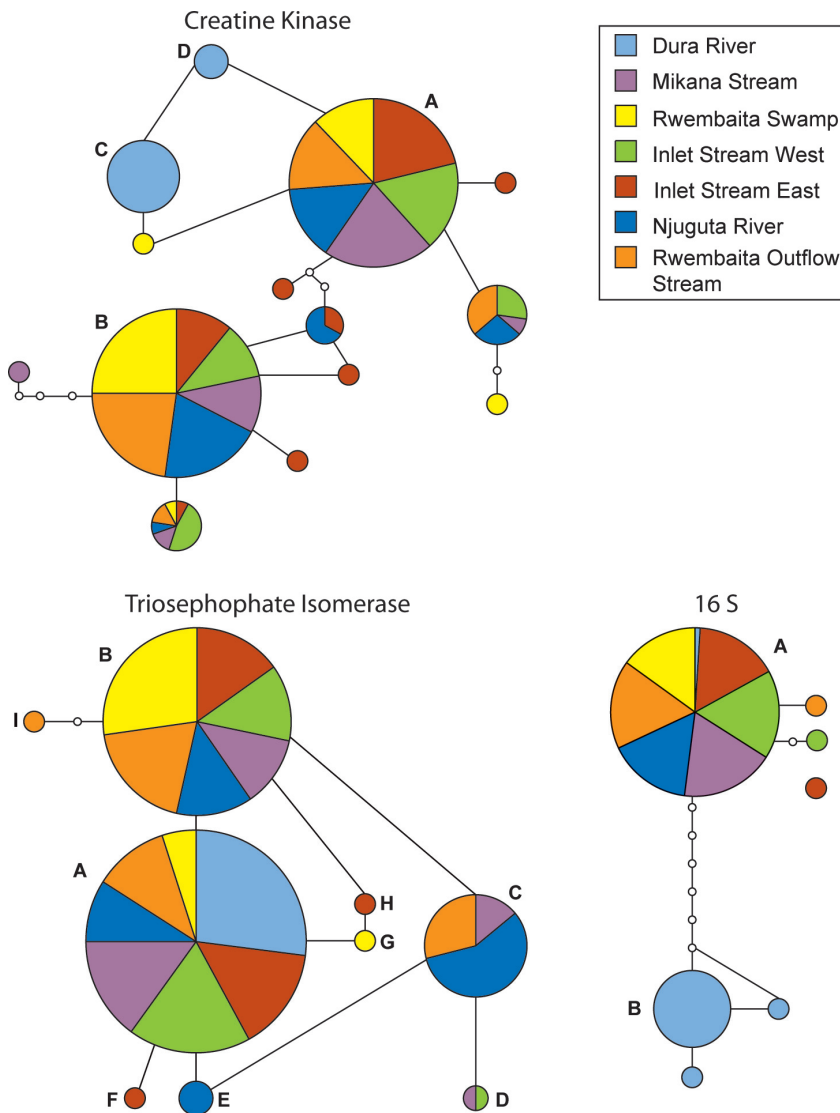 Creatine Kinase
D
A
C
B
Dura River
Mikana Stream
Rwembaita Swamp
Inlet Stream West
Inlet Stream East
Njuguta River
Rwembaita Outflow
Stream
Triosephophate Isomerase
B
I
A
H
G
C
F
E
D
16 S
A
B